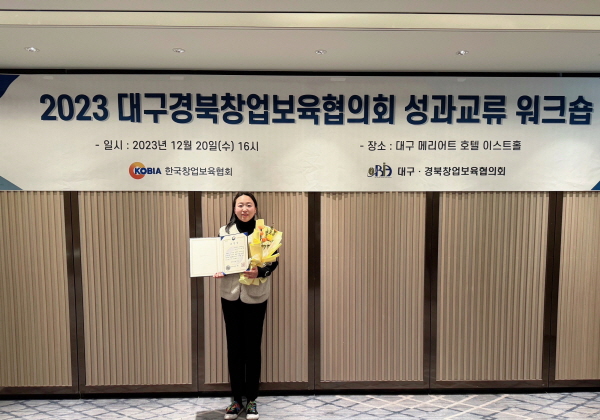 2023 대구경북창업보육협의회 성과교류 워크숍
- 일시 : 2023년 12월 20일(수) 16시
- 장소 : 대구 메리어트 호텔 이스트홀
KOBIA 한국창업보육협회
대구 · 경북창업보육협의회